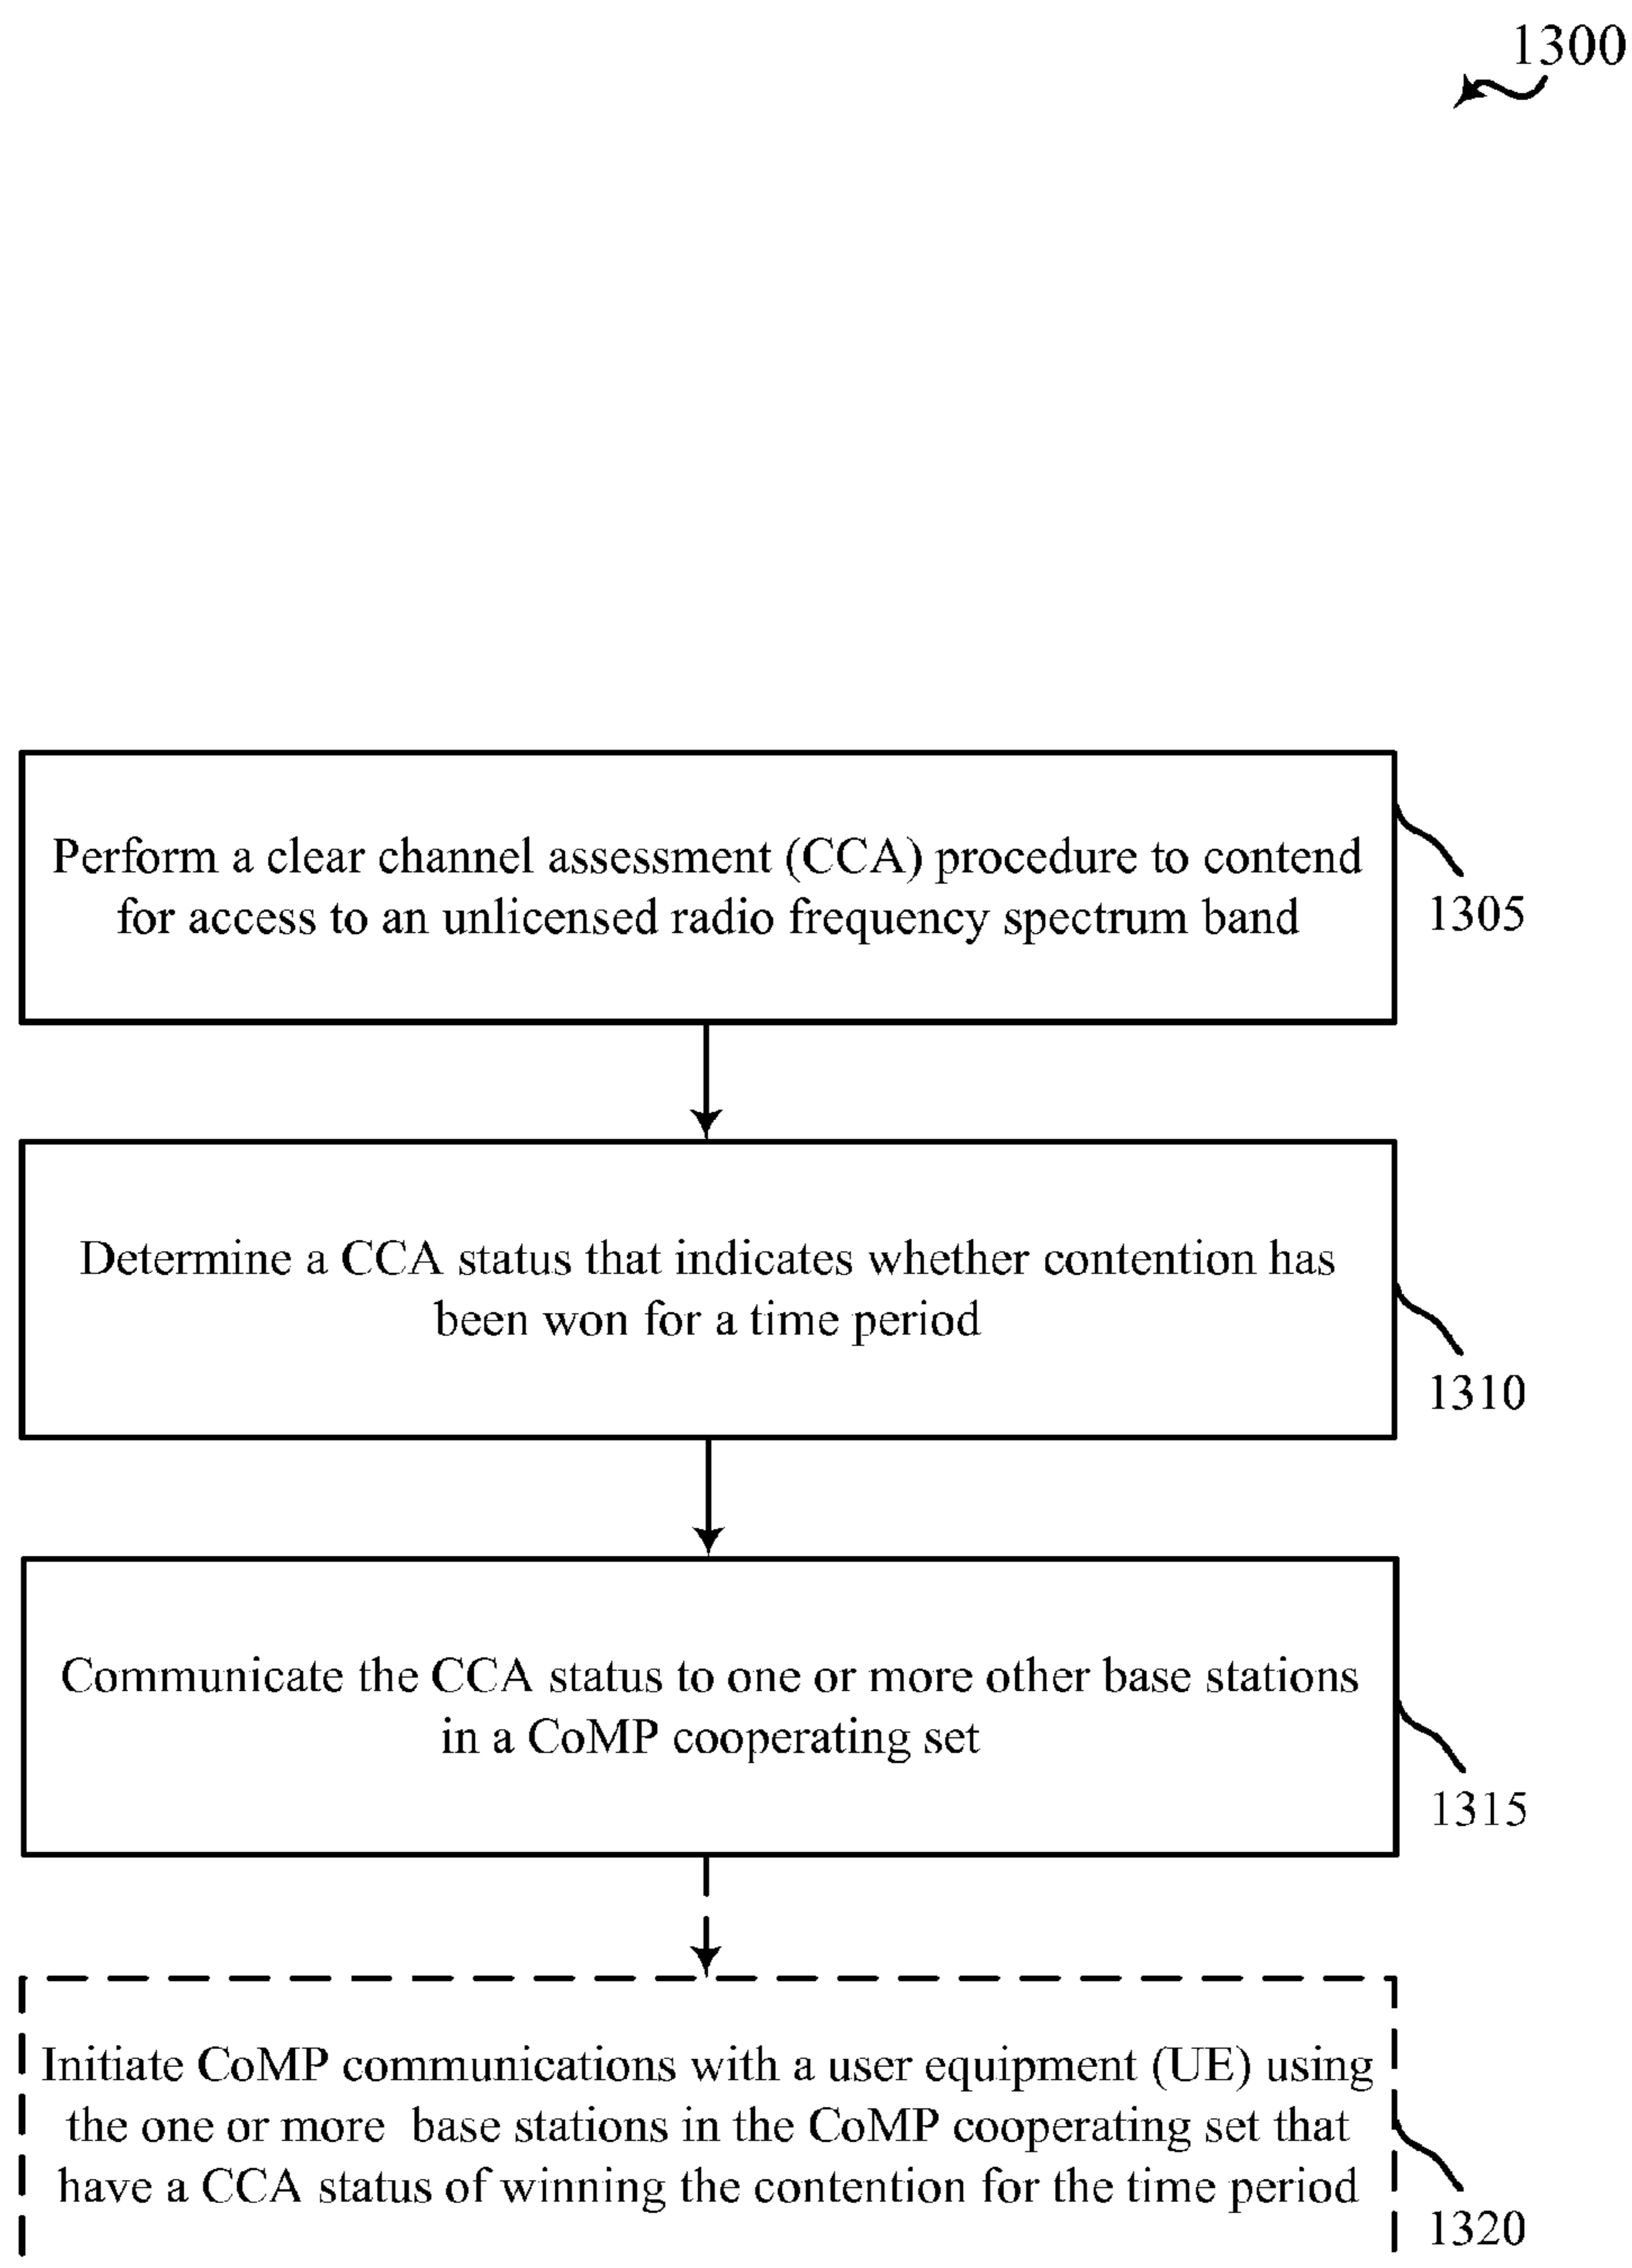 1300
Perform a clear channel assessment (CCA) procedure to contend
for access to an unlicensed radio frequency spectrum band
1305
Determine a CCA status that indicates whether contention has
been won for a time period
1310
Communicate the CCA status to one or more other base stations
in a CoMP cooperating set
1315
Initiate CoMP communications with a user equipment (UE) using
the one or more base stations in the CoMP cooperating set that
have a CCA status of winning the contention for the time period
1320